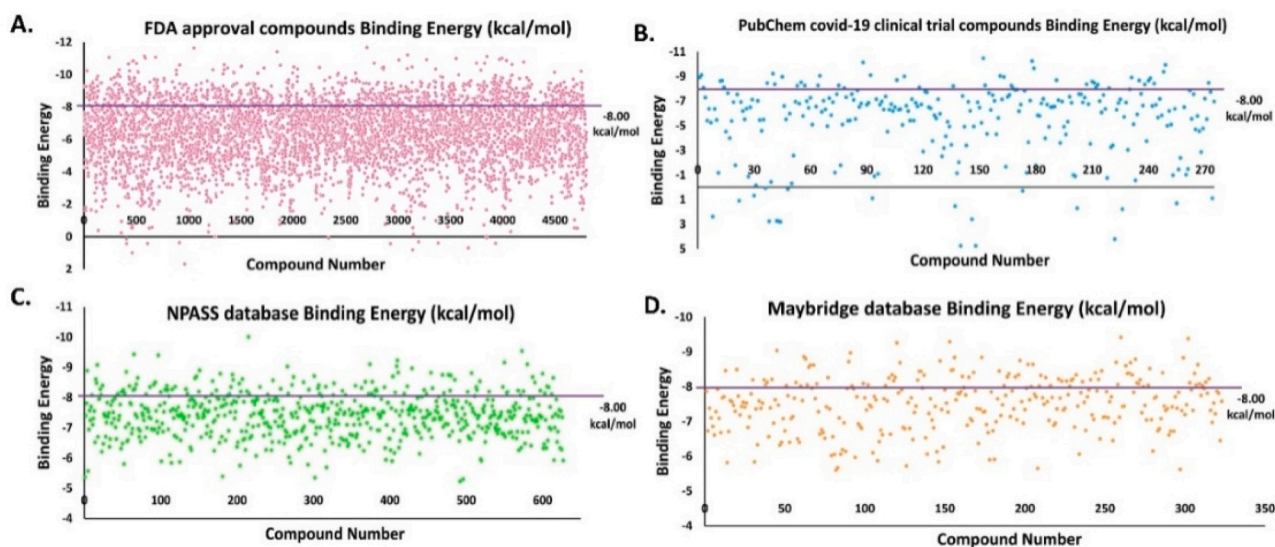 A.
FDA approval compounds Binding Energy (kcal/mol)
-12
-10
-8
-6
-4
-2
0
2
Binding Energy
0 500 1000 1500 2000 2500 3000 3500 4000 4500
-8.00
kcal/mol
Compound Number
B.
PubChem covid-19 clinical trial compounds Binding Energy (kcal/mol)
-11
-9
-7
-5
-3
-1
1
3
5
Binding Energy
0 30 60 90 120 150 180 210 240 270
-8.00
kcal/mol
Compound Number
C.
NPASS database Binding Energy (kcal/mol)
-11
-10
-9
-8
-7
-6
-5
-4
Binding Energy
0 100 200 300 400 500 600
-8.00
kcal/mol
Compound Number
D.
Maybridge database Binding Energy (kcal/mol)
-10
-9
-8
-7
-6
-5
-4
Binding Energy
0 50 100 150 200 250 300 350
-8.00
kcal/mol
Compound Number